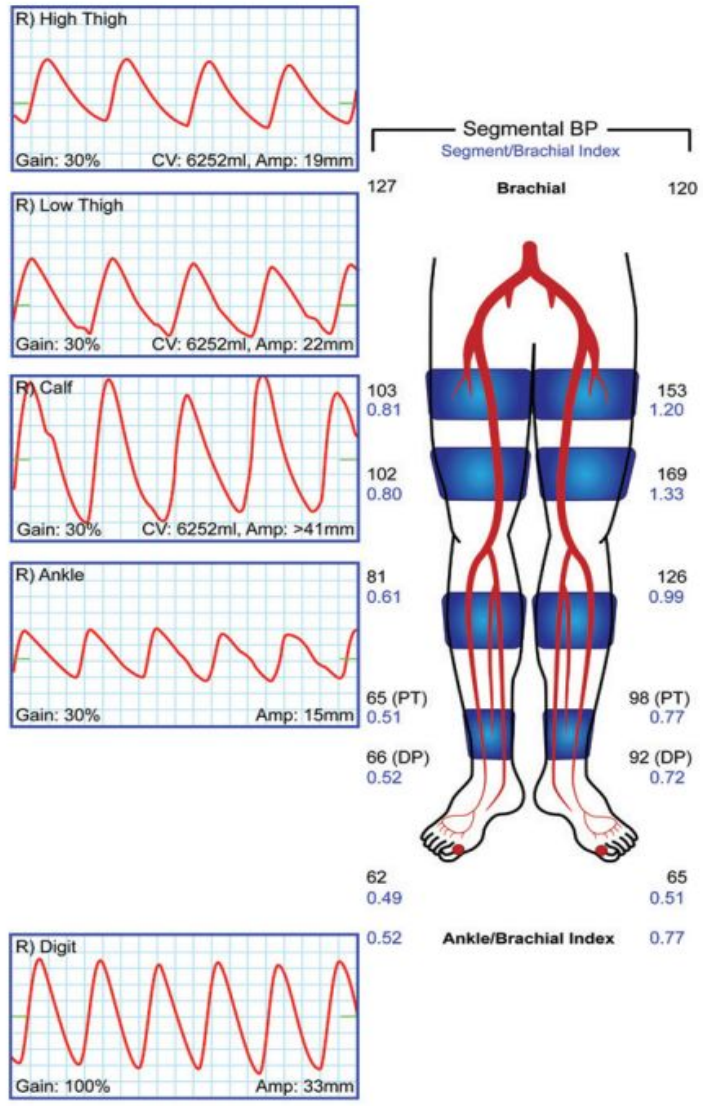 R) High Thigh
Gain: 30% CV: 6252ml, Amp: 19mm
R) Low Thigh
Gain: 30% CV: 6252ml, Amp: 22mm
R) Calf
Gain: 30% CV: 6252ml, Amp: >41mm
R) Ankle
Gain: 30% Amp: 15mm
R) Digit
Gain: 100% Amp: 33mm
Segmental BP
Segment/Brachial Index
127 Brachial 120
103 153
0.81 1.20
102 169
0.80 1.33
81 126
0.61 0.99
65 (PT) 98 (PT)
0.51 0.77
66 (DP) 92 (DP)
0.52 0.72
62 65
0.49 0.51
0.52 Ankle/Brachial Index 0.77